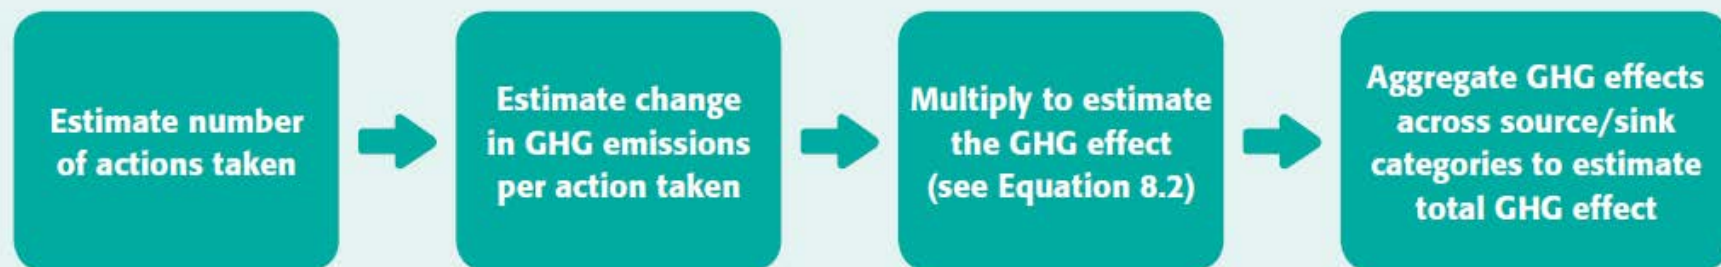 Estimate number
of actions taken
Estimate change
in GHG emissions
per action taken
Multiply to estimate
the GHG effect
(see Equation 8.2)
Aggregate GHG effects
across source/sink
categories to estimate
total GHG effect